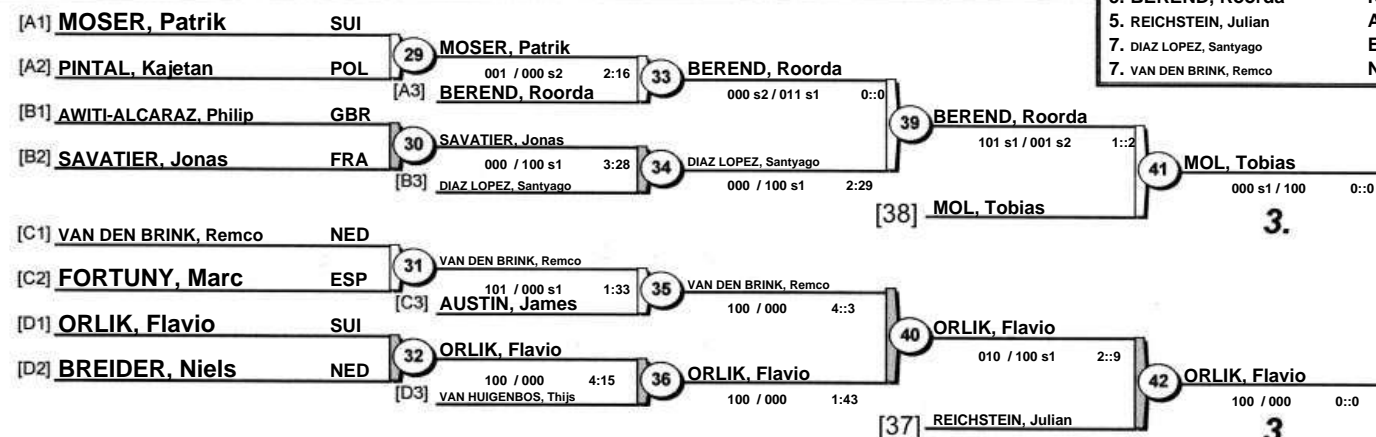 3. BEREND, Roorda
[A1] MOSER, Patrik SUI
5. REICHSTEIN, Julian A
29 MOSER, Patrik
7. DIAZ LOPEZ, Santyago
[A2] PINTAL, Kajetan POL
001 / 000 s2 2:16
33 BEREND, Roorda
7. VAN DEN BRINK, Remco N
[A3] BEREND, Roorda
000 s2 / 011 s1 0::0
[B1] AWITI-ALCARAZ, Philip GBR
39 BEREND, Roorda
30 SAVATIER, Jonas
101 s1 / 001 s2 1::2
[B2] SAVATIER, Jonas FRA
000 / 100 s1 3:28
34 DIAZ LOPEZ, Santyago
41 MOL, Tobias
[B3] DIAZ LOPEZ, Santyago
000 / 100 s1 2:29
000 s1 / 100 0::0
[38] MOL, Tobias
3.
[C1] VAN DEN BRINK, Remco NED
31 VAN DEN BRINK, Remco
[C2] FORTUNY, Marc ESP
101 / 000 s1 1:33
35 VAN DEN BRINK, Remco
[C3] AUSTIN, James
100 / 000 4::3
[D1] ORLIK, Flavio SUI
40 ORLIK, Flavio
32 ORLIK, Flavio
010 / 100 s1 2::9
[D2] BREIDER, Niels NED
100 / 000 4:15
36 ORLIK, Flavio
42 ORLIK, Flavio
[D3] VAN HUIGENBOS, Thijs
100 / 000 1:43
100 / 000 0::0
[37] REICHSTEIN, Julian
3